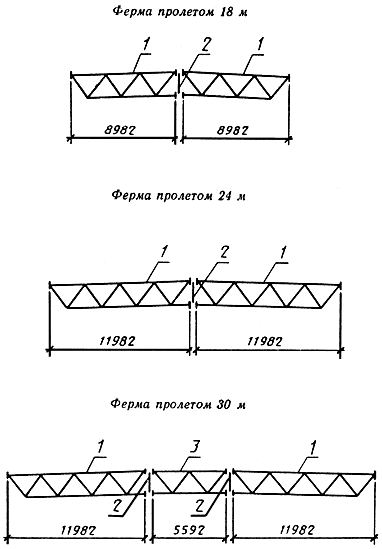 Ферма пролетом 18 м
1 2 1
8982 8982
Ферма пролетом 24 м
1 2 1
11982 11982
Ферма пролетом 30 м
1 3 1
2 2
11982 5592 11982